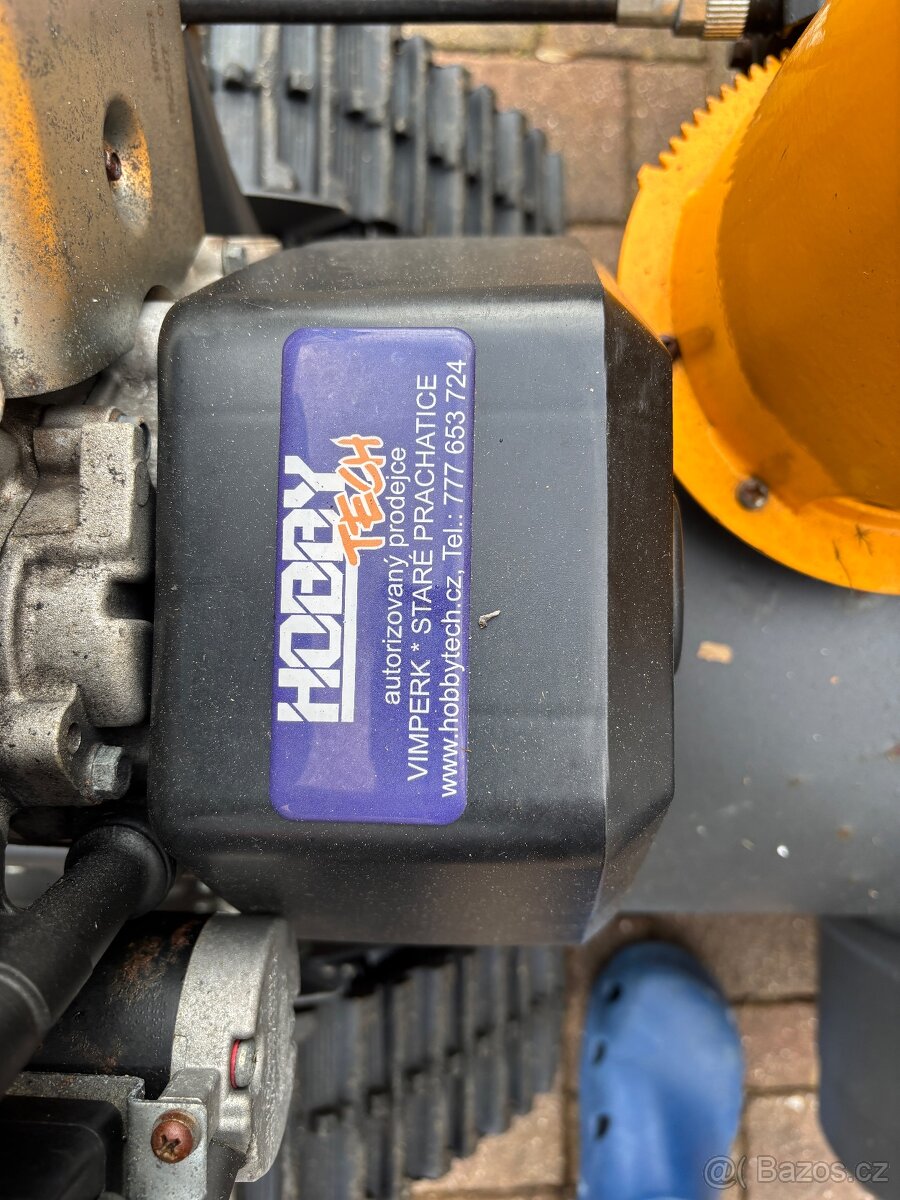 HOBBY
TECH
autorizovaný prodejce
VIMPERK * STARÉ PRACHATICE
www.hobbytech.cz, Tel.: 777 653 724
@( Bazos.cz